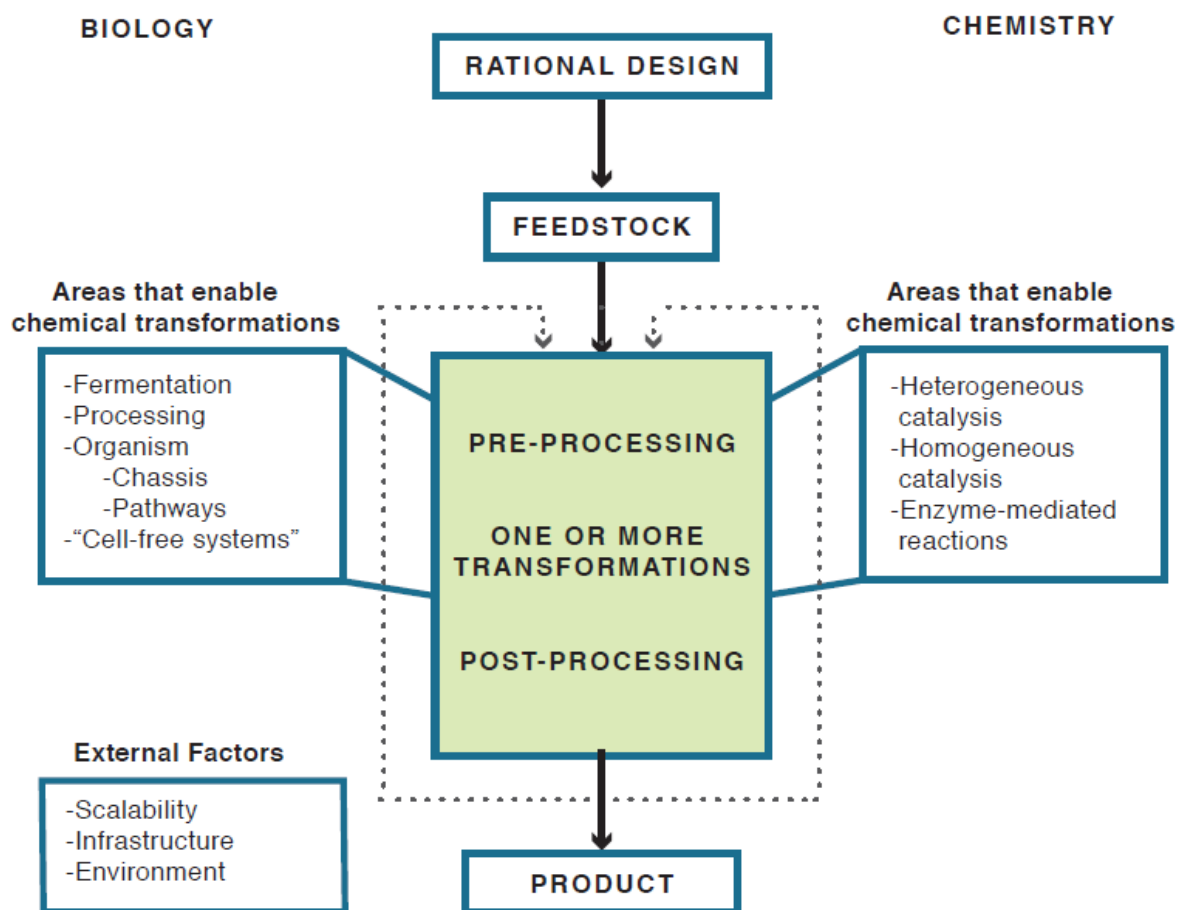 BIOLOGY
CHEMISTRY
RATIONAL DESIGN
FEEDSTOCK
Areas that enable
chemical transformations
-Fermentation
-Processing
-Organism
-Chassis
-Pathways
-“Cell-free systems”
Areas that enable
chemical transformations
-Heterogeneous
catalysis
-Homogeneous
catalysis
-Enzyme-mediated
reactions
PRE-PROCESSING
ONE OR MORE
TRANSFORMATIONS
POST-PROCESSING
External Factors
-Scalability
-Infrastructure
-Environment
PRODUCT